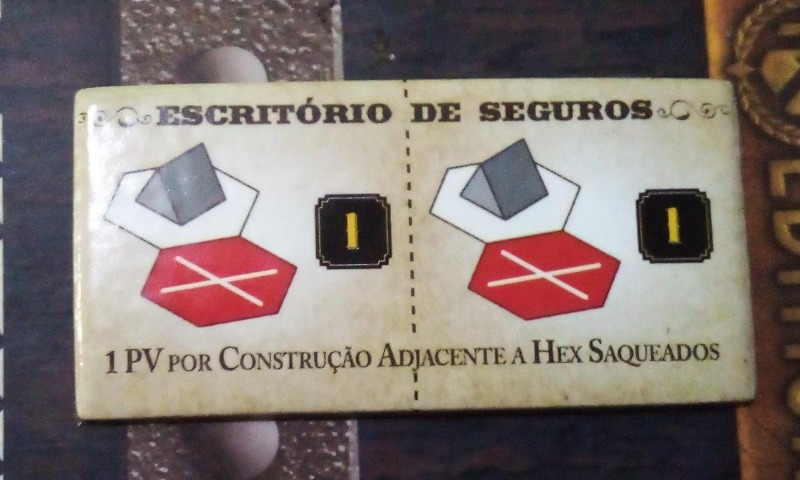 ESCRITÓRIO DE SEGUROS
1 1
1 PV POR CONSTRUÇÃO ADJACENTE A HEX SAQUEADOS